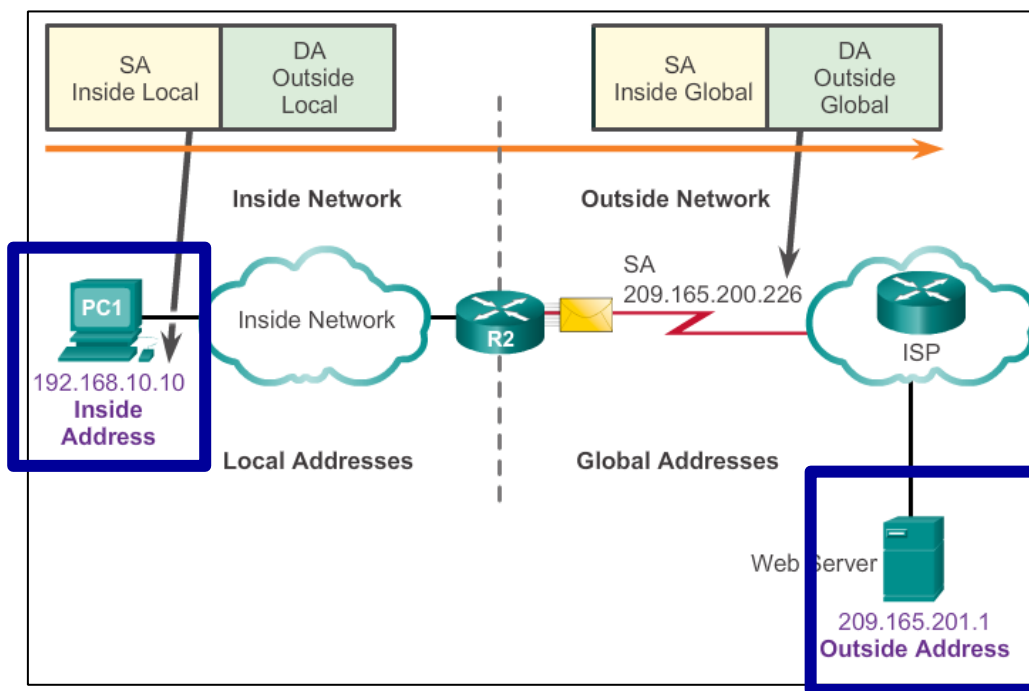 SA
Inside Local
DA
Outside
Local
SA
Inside Global
DA
Outside
Global
Inside Network
Outside Network
SA
209.165.200.226
PC1
Inside Network
R2
ISP
192.168.10.10
Inside
Address
Local Addresses
Global Addresses
Web Server
209.165.201.1
Outside Address